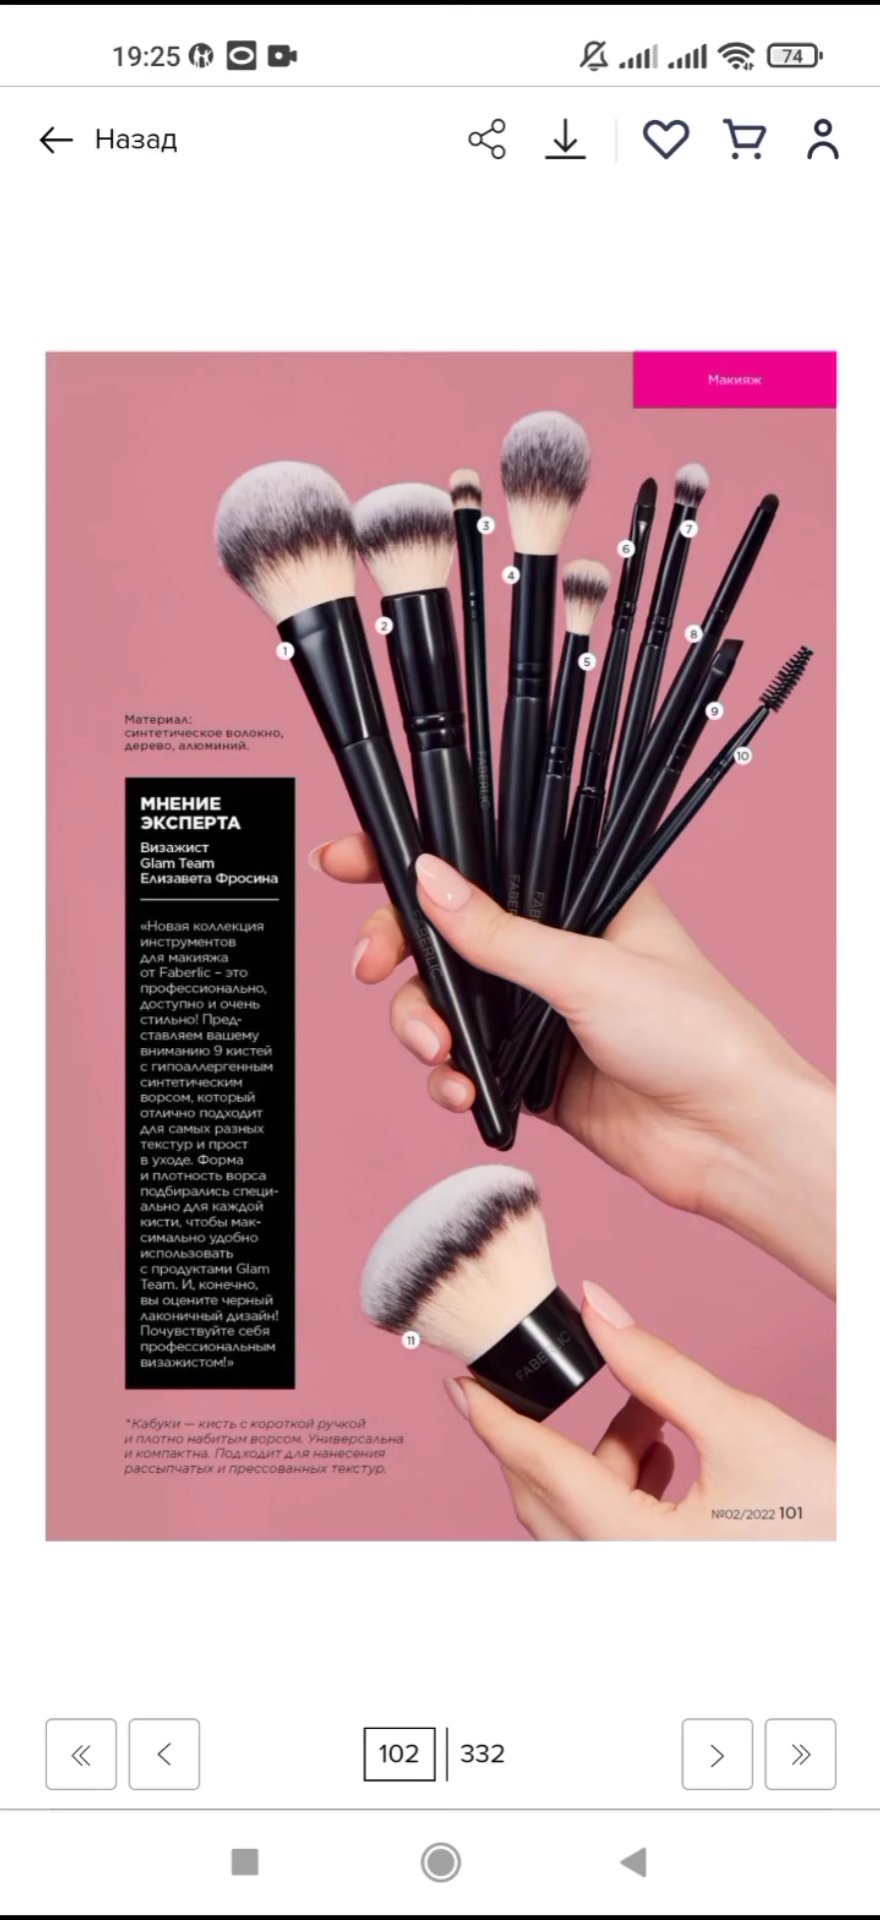 19:25
74
Назад
Макияж
3
7
6
4
2
5
8
1
9
10
Материал:
синтетическое волокно,
дерево, алюминий.
МНЕНИЕ
ЭКСПЕРТА
Визажист
Glam Team
Елизавета Фросина
«Новая коллекция
инструментов
для макияжа
от Faberlic – это
профессионально,
доступно и очень
стильно! Пред-
ставляем вашему
вниманию 9 кистей
с гипоаллергенным
синтетическим
ворсом, который
отлично подходит
для самых разных
текстур и прост
в уходе. Форма
и плотность ворса
подбирались специ-
ально для каждой
кисти, чтобы мак-
симально удобно
использовать
с продуктами Glam
Team. И, конечно,
вы оцените черный
лаконичный дизайн!
Почувствуйте себя
профессиональным
визажистом!»
FABERLIC
FABERLIC
FABER
FAB
11
FABERLIC
*Кабуки — кисть с короткой ручкой
и плотно набитым ворсом. Универсальна
и компактна. Подходит для нанесения
рассыпчатых и прессованных текстур.
№02/2022 101
102 332